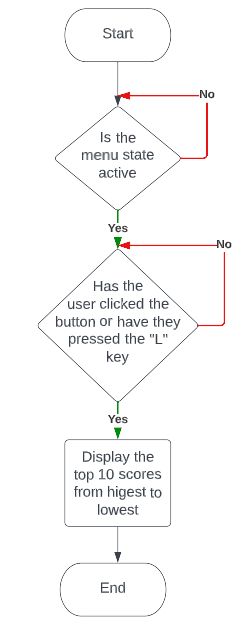 Start
No
Is the
menu state
active
Yes
No
Has the
user clicked the
button or have they
pressed the "L"
key
Yes
Display the
top 10 scores
from higest to
lowest
End